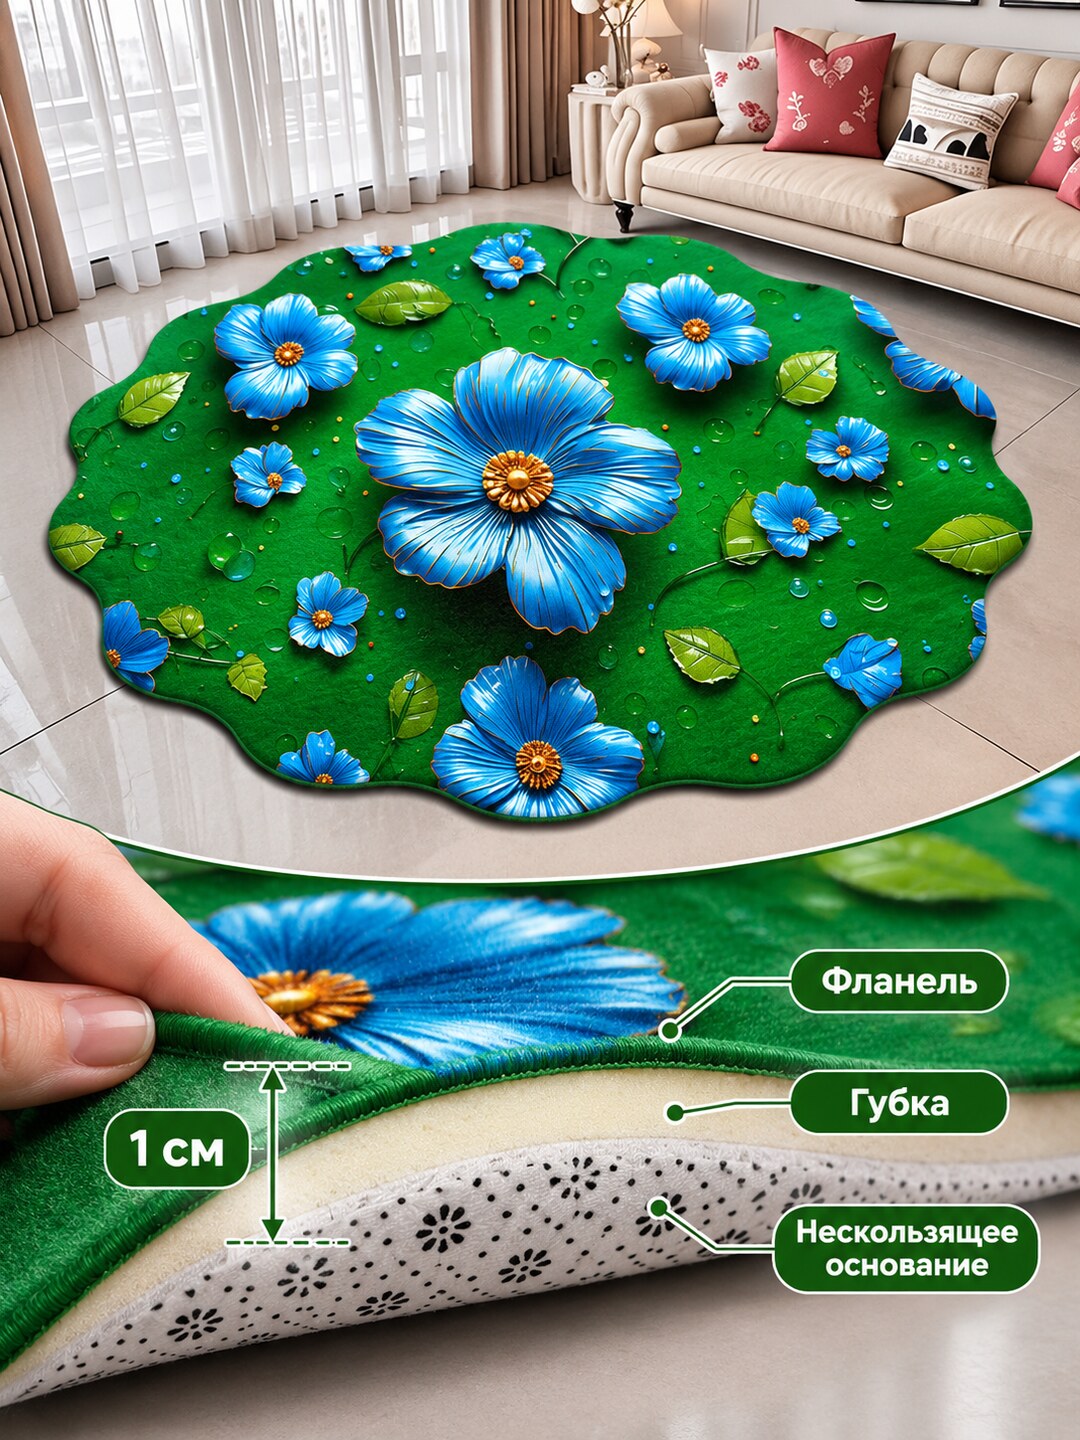 Фланель
Губка
1 см
Нескользящее
основание